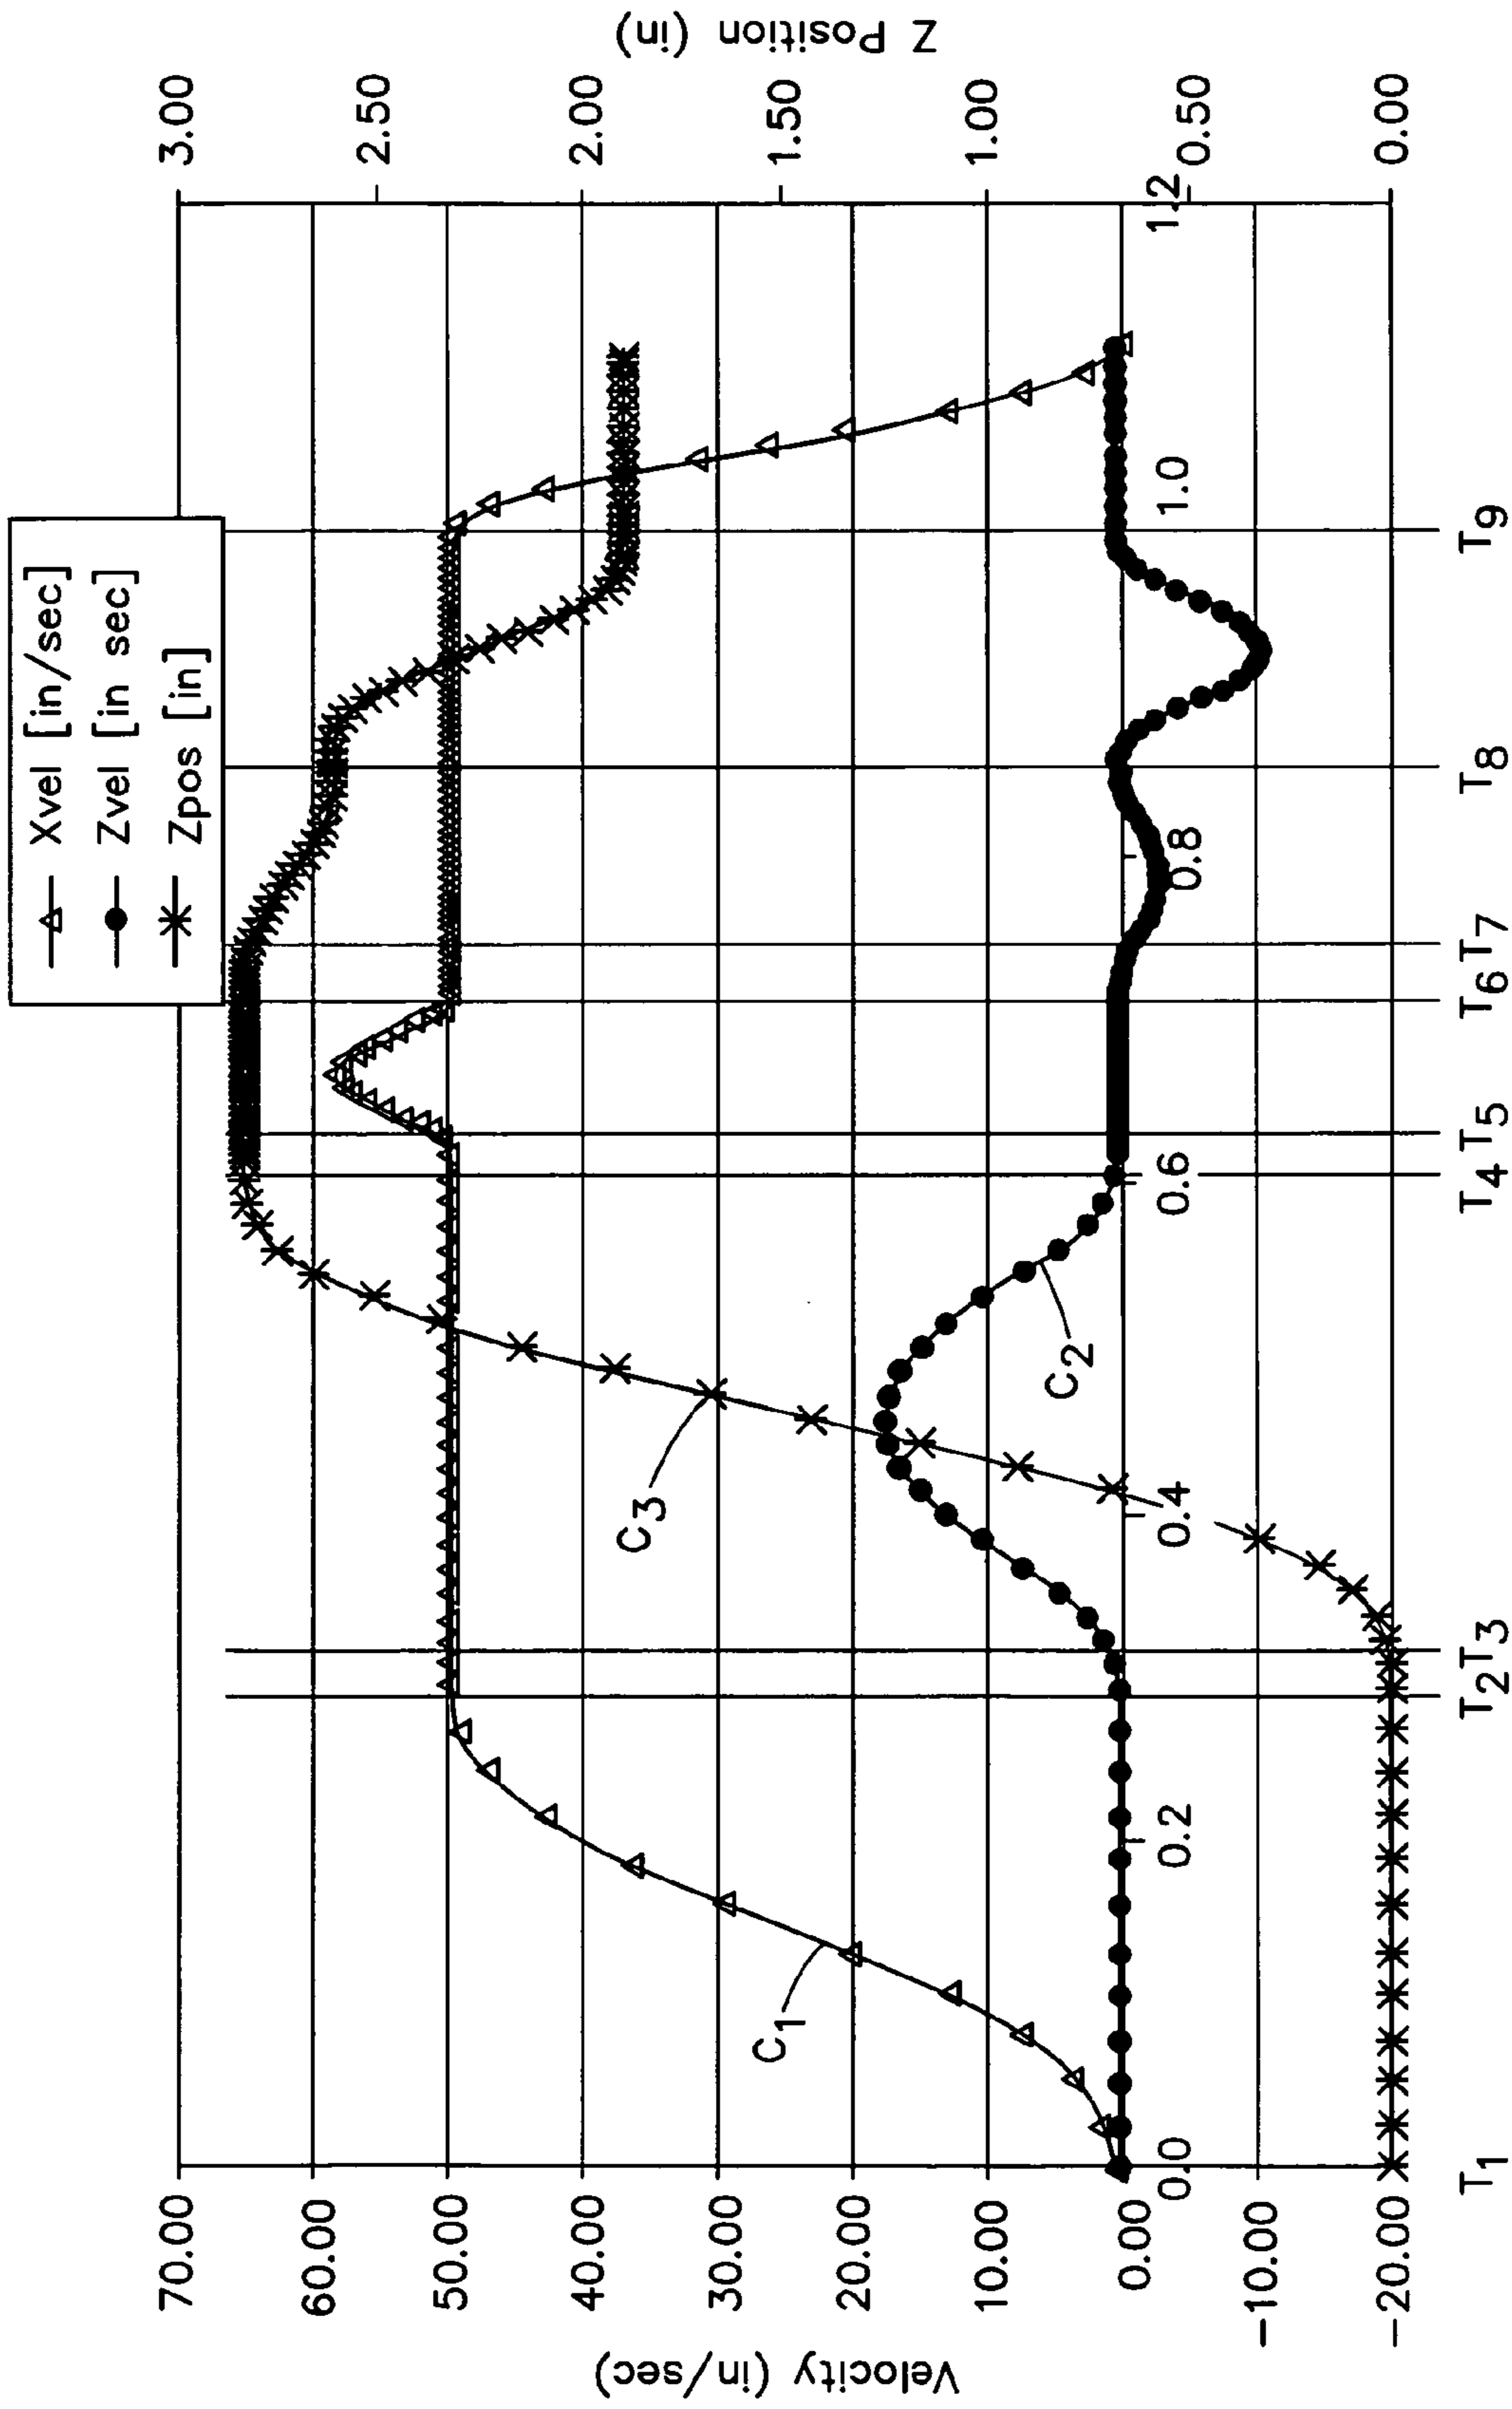 Xvel [in/sec]
Zvel [in sec]
Zpos [in]
Velocity (in/sec)
70.00
60.00
50.00
40.00
30.00
20.00
10.00
0.00
-10.00
-20.00
Z Position (in)
3.00
2.50
2.00
1.50
1.00
0.50
0.00
0.0
0.2
0.4
0.6
0.8
1.0
1.2
C1
C3
C2
T1
T2
T3
T4
T5
T6
T7
T8
T9